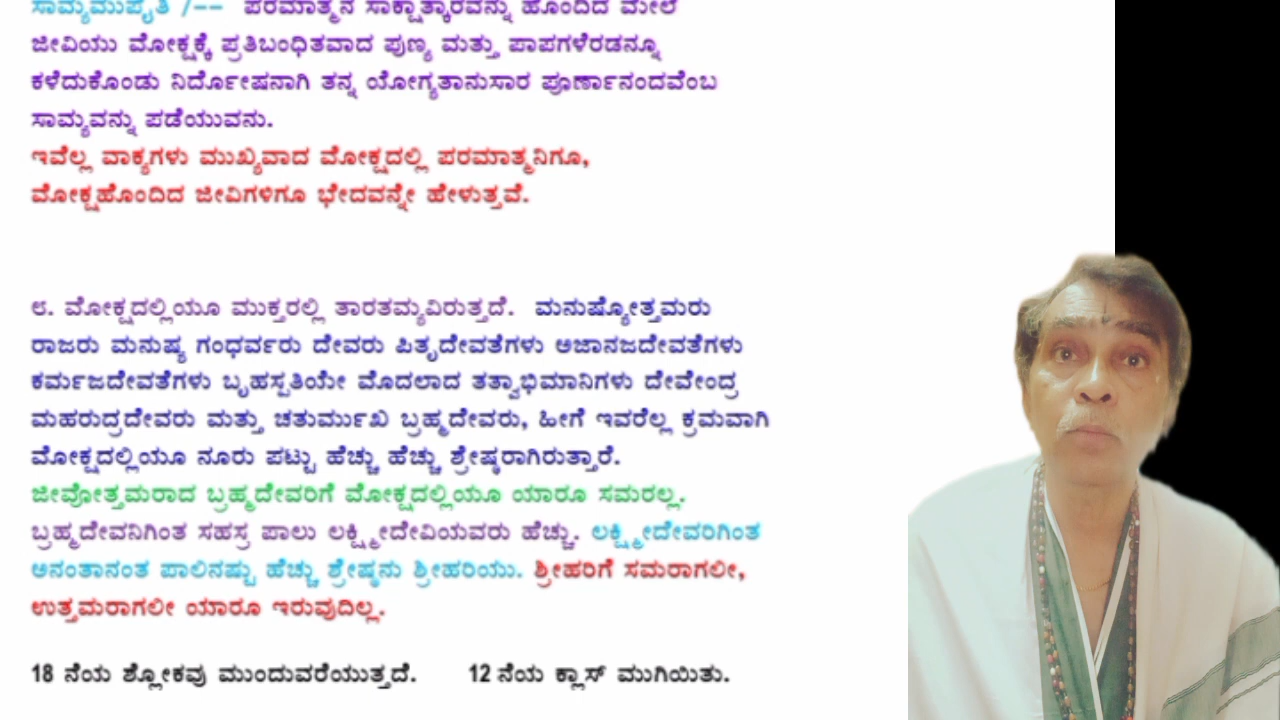 ಸಾಮ್ಯಮುಪೈತಿ /-- ಪರಮಾತ್ಮನ ಸಾಕ್ಷಾತ್ಕಾರವನ್ನು ಹೊಂದಿದ ಮೇಲೆ
ಜೀವಿಯು ಮೋಕ್ಷಕ್ಕೆ ಪ್ರತಿಬಂಧಿತವಾದ ಪುಣ್ಯ ಮತ್ತು ಪಾಪಗಳೆರಡನ್ನೂ
ಕಳೆದುಕೊಂಡು ನಿರ್ದೋಷನಾಗಿ ತನ್ನ ಯೋಗ್ಯತಾನುಸಾರ ಪೂರ್ಣಾನಂದವೆಂಬ
ಸಾಮ್ಯವನ್ನು ಪಡೆಯುವನು.
ಇವೆಲ್ಲ ವಾಕ್ಯಗಳು ಮುಖ್ಯವಾದ ಮೋಕ್ಷದಲ್ಲಿ ಪರಮಾತ್ಮನಿಗೂ,
ಮೋಕ್ಷಹೊಂದಿದ ಜೀವಿಗಳಿಗೂ ಭೇದವನ್ನೇ ಹೇಳುತ್ತವೆ.
೮. ಮೋಕ್ಷದಲ್ಲಿಯೂ ಮುಕ್ತರಲ್ಲಿ ತಾರತಮ್ಯವಿರುತ್ತದೆ. ಮನುಷ್ಯೋತ್ತಮರು
ರಾಜರು ಮನುಷ್ಯ ಗಂಧರ್ವರು ದೇವರು ಪಿತೃದೇವತೆಗಳು ಅಜಾನಜದೇವತೆಗಳು
ಕರ್ಮಜದೇವತೆಗಳು ಬೃಹಸ್ಪತಿಯೇ ಮೊದಲಾದ ತತ್ವಾಭಿಮಾನಿಗಳು ದೇವೇಂದ್ರ
ಮಹರುದ್ರದೇವರು ಮತ್ತು ಚತುರ್ಮುಖ ಬ್ರಹ್ಮದೇವರು, ಹೀಗೆ ಇವರೆಲ್ಲ ಕ್ರಮವಾಗಿ
ಮೋಕ್ಷದಲ್ಲಿಯೂ ನೂರು ಪಟ್ಟು ಹೆಚ್ಚು ಹೆಚ್ಚು ಶ್ರೇಷ್ಠರಾಗಿರುತ್ತಾರೆ.
ಜೀವೋತ್ತಮರಾದ ಬ್ರಹ್ಮದೇವರಿಗೆ ಮೋಕ್ಷದಲ್ಲಿಯೂ ಯಾರೂ ಸಮರಲ್ಲ.
ಬ್ರಹ್ಮದೇವನಿಗಿಂತ ಸಹಸ್ರ ಪಾಲು ಲಕ್ಷ್ಮೀದೇವಿಯವರು ಹೆಚ್ಚು. ಲಕ್ಷ್ಮೀದೇವರಿಗಿಂತ
ಅನಂತಾನಂತ ಪಾಲಿನಷ್ಟು ಹೆಚ್ಚು ಶ್ರೇಷ್ಠನು ಶ್ರೀಹರಿಯು. ಶ್ರೀಹರಿಗೆ ಸಮರಾಗಲೀ,
ಉತ್ತಮರಾಗಲೀ ಯಾರೂ ಇರುವುದಿಲ್ಲ.
18 ನೆಯ ಶ್ಲೋಕವು ಮುಂದುವರೆಯುತ್ತದೆ. 12 ನೆಯ ಕ್ಲಾಸ್ ಮುಗಿಯಿತು.